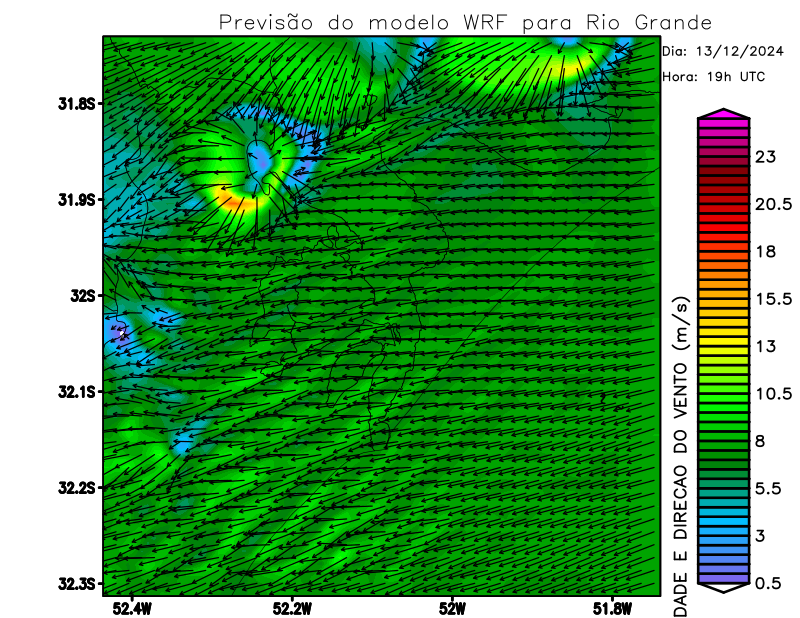 Previsão do modelo WRF para Rio Grande
Dia: 13/12/2024
Hora: 19h UTC
31.8S
31.9S
32S
32.1S
32.2S
32.3S
52.4W
52.2W
52W
51.8W
23
20.5
18
15.5
13
10.5
8
5.5
3
0.5
DADE E DIRECAO DO VENTO (m/s)